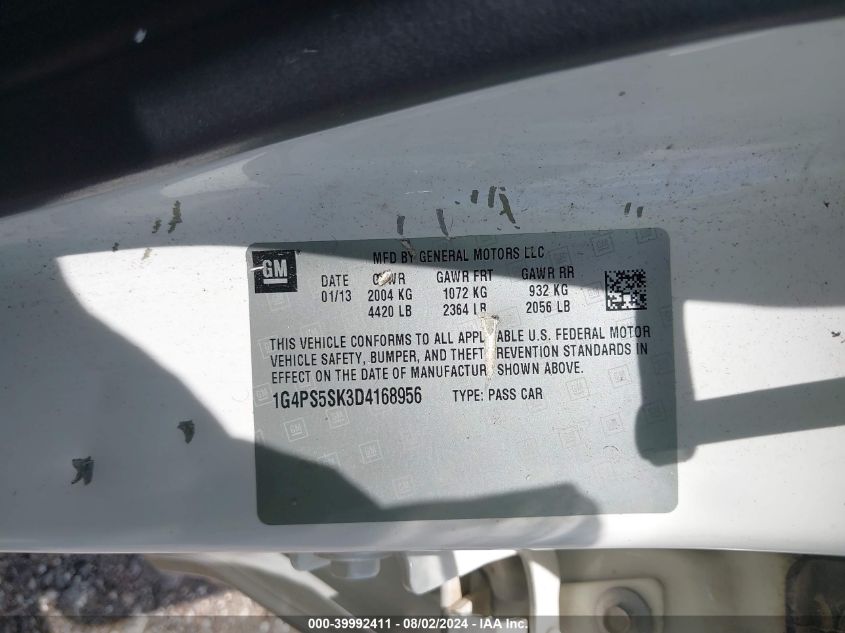 GM
MFD BY GENERAL MOTORS LLC
DATE GVWR GAWR FRT GAWR RR
01/13 2004 KG 1072 KG 932 KG
4420 LB 2364 LB 2056 LB
THIS VEHICLE CONFORMS TO ALL APPLICABLE U.S. FEDERAL MOTOR
VEHICLE SAFETY, BUMPER, AND THEFT PREVENTION STANDARDS IN
EFFECT ON THE DATE OF MANUFACTURE SHOWN ABOVE.
1G4PS5SK3D4168956 TYPE: PASS CAR
000-39992411 - 08/02/2024 - IAA Inc.